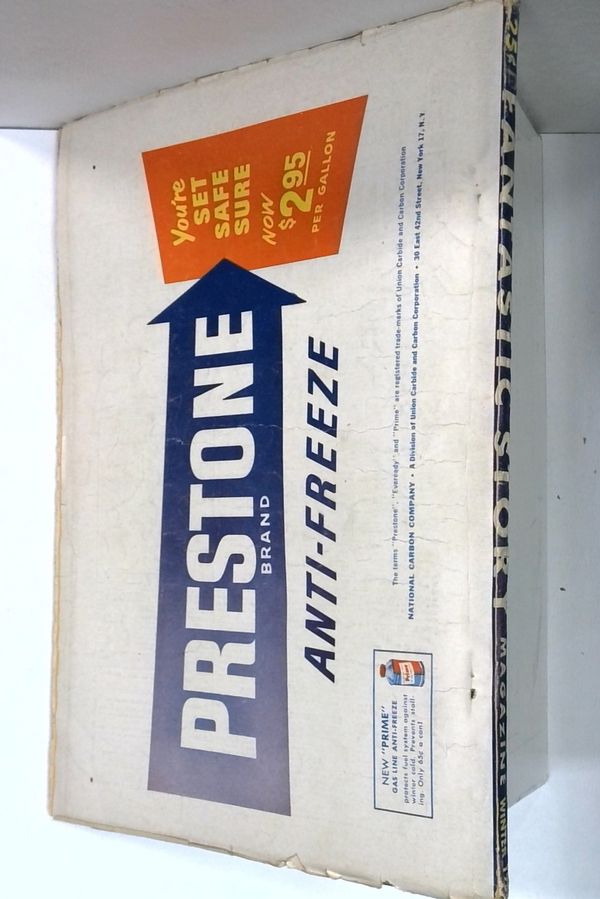 You're
SET
SAFE
SURE
NOW
$2.95
PER GALLON
PRESTONE
BRAND
ANTI-FREEZE
The terms "Prestone", "Eveready" and "Prime" are registered trade-marks of Union Carbide and Carbon Corporation
NATIONAL CARBON COMPANY • A Division of Union Carbide and Carbon Corporation • 30 East 42nd Street, New York 17, N.Y.
NEW "PRIME"
GAS LINE ANTI-FREEZE
protects fuel system against
winter cold. Prevents stall-
ing. Only 65¢ a can!
25¢ FANTASTIC STORY MAGAZINE WINTER